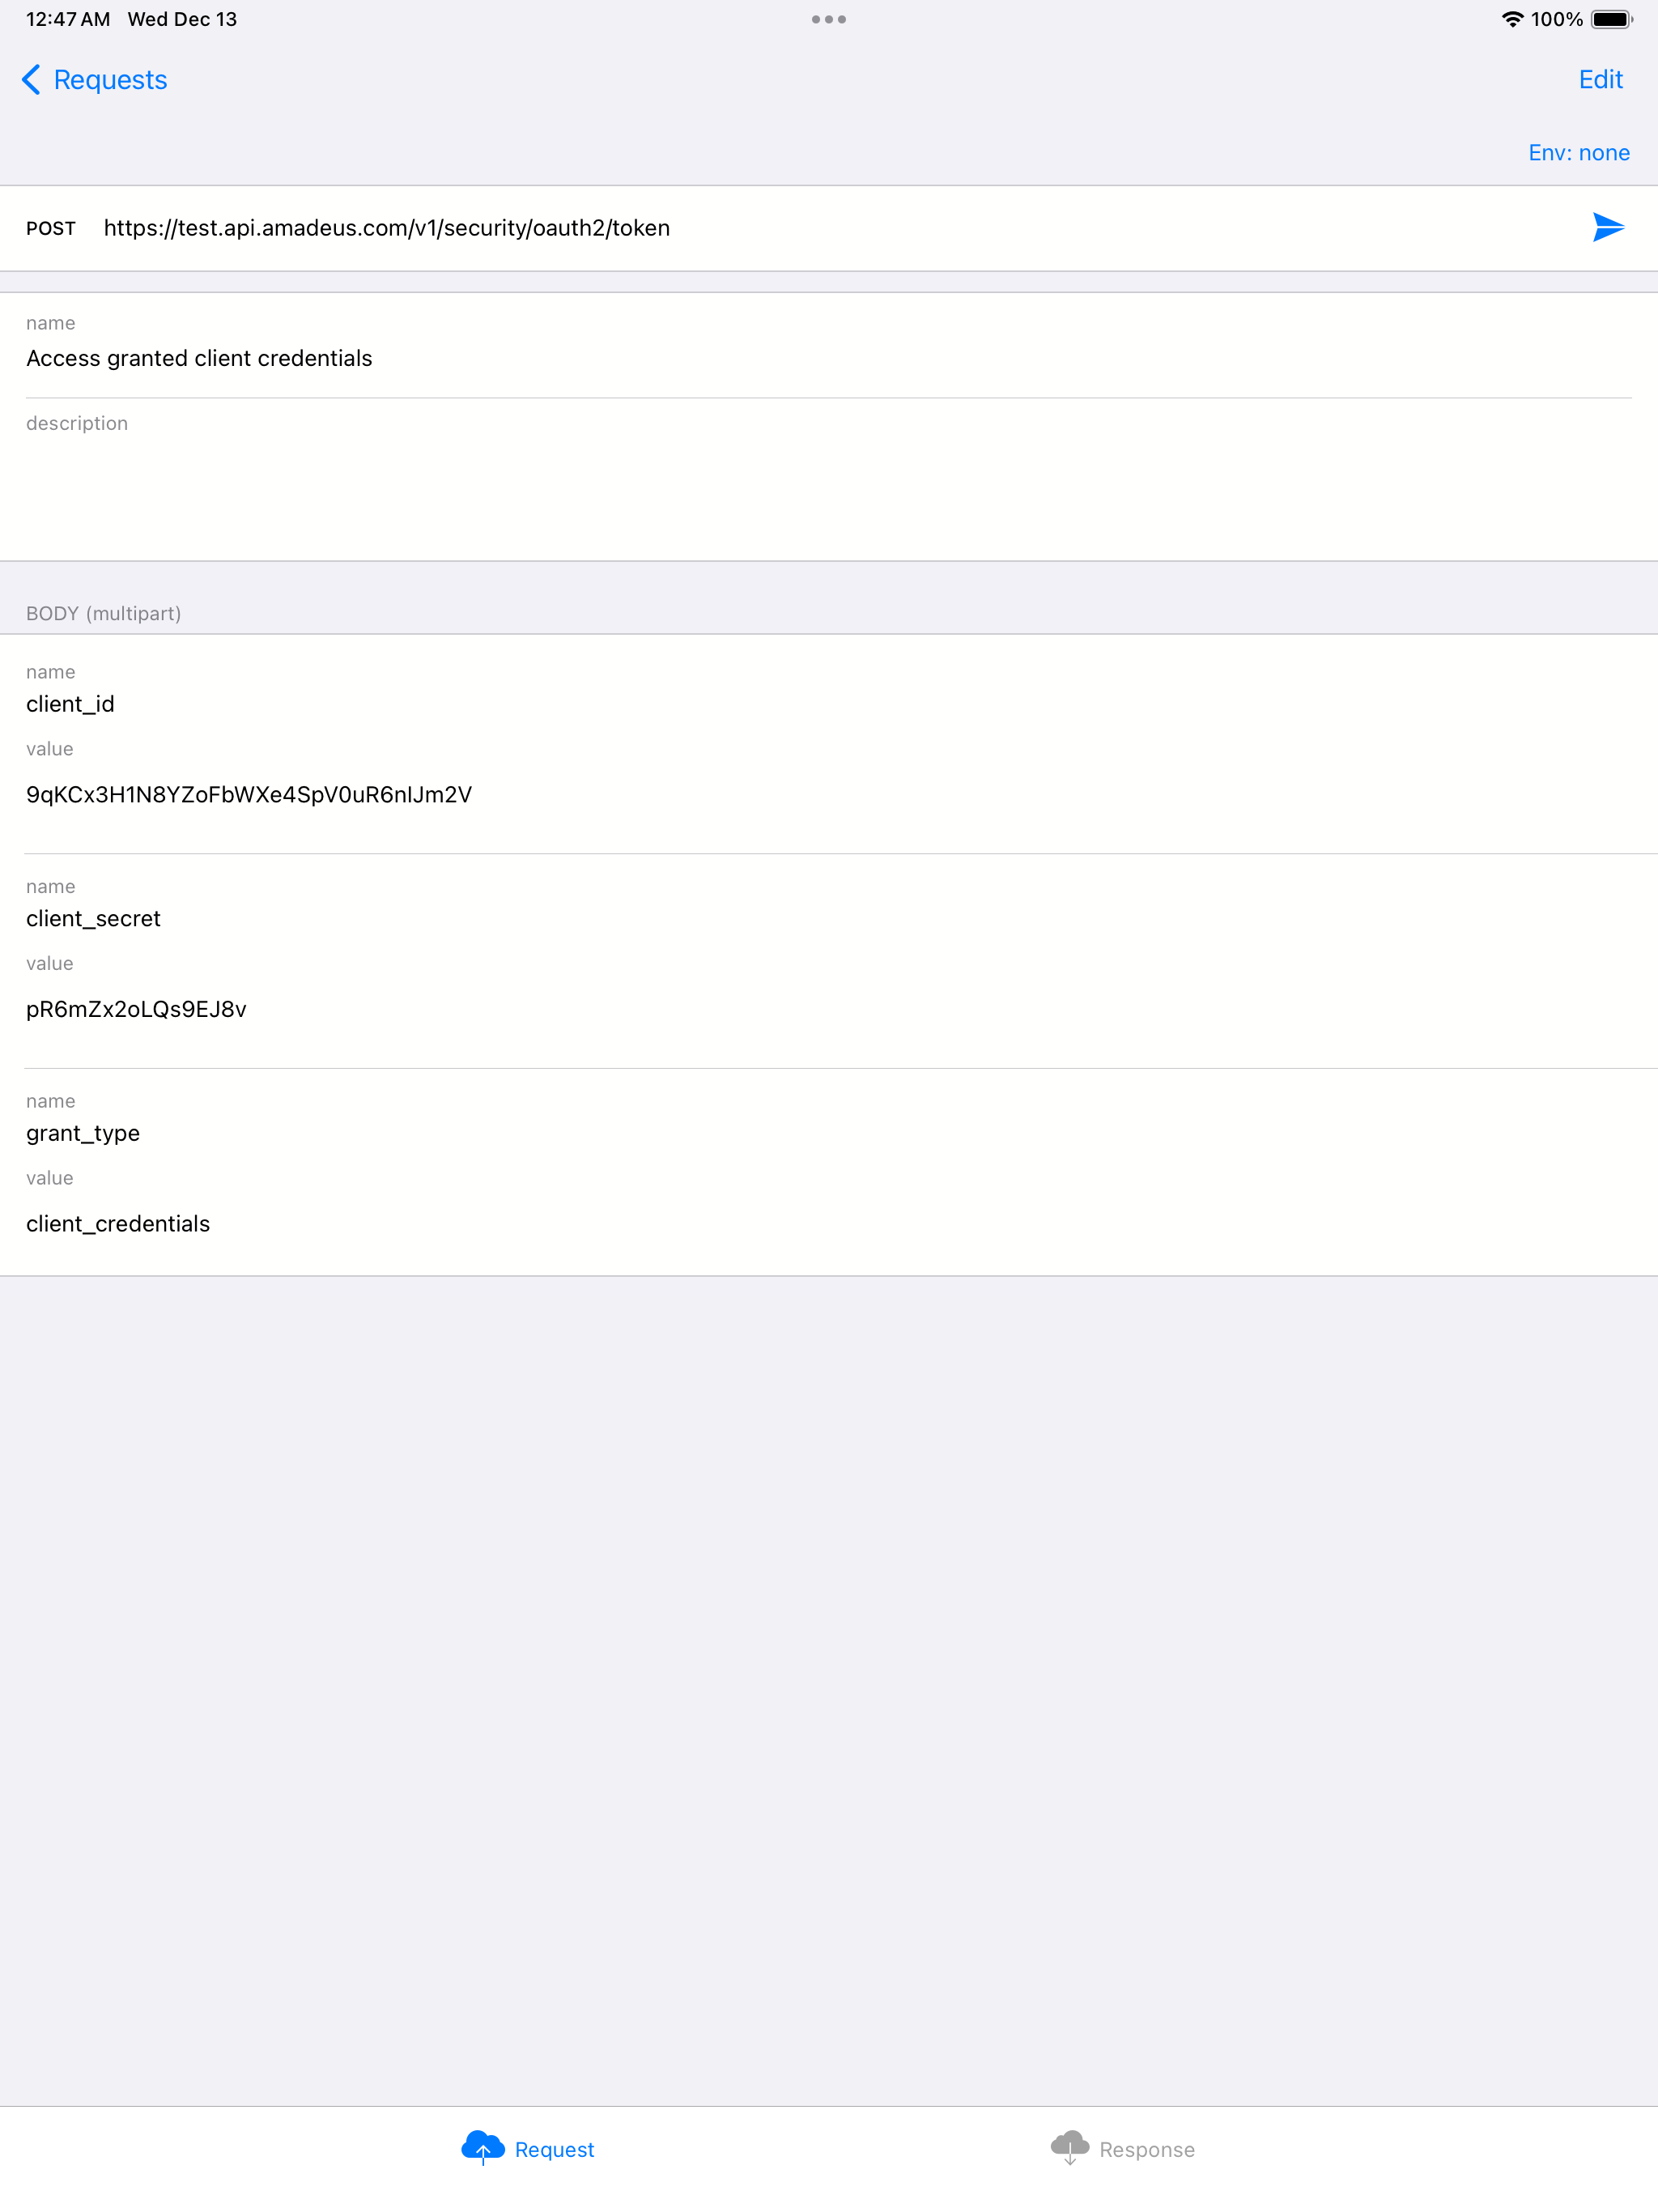 12:47 AM Wed Dec 13
100%
Requests
Edit
Env: none
POST https://test.api.amadeus.com/v1/security/oauth2/token
name
Access granted client credentials
description
BODY (multipart)
name
client_id
value
9qKCx3H1N8YZoFbWXe4SpV0uR6nIJm2V
name
client_secret
value
pR6mZx2oLQs9EJ8v
name
grant_type
value
client_credentials
Request
Response